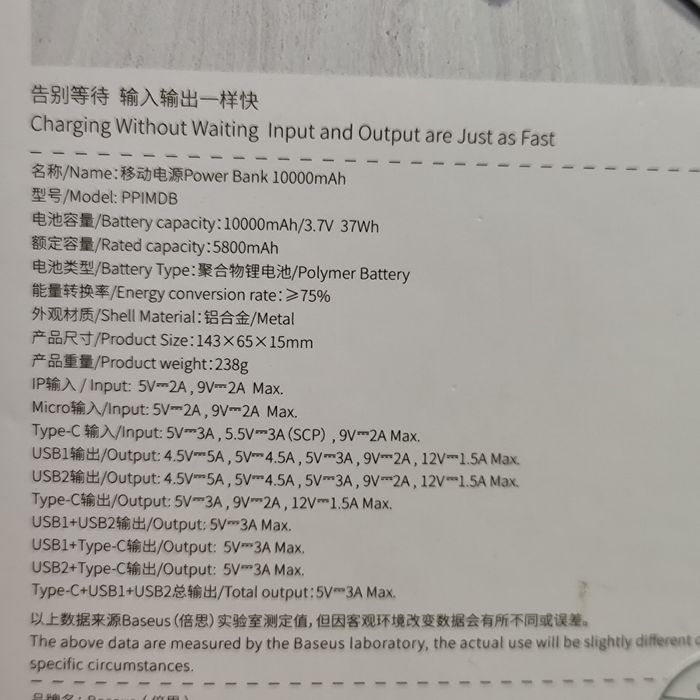 告别等待 输入输出一样快
Charging Without Waiting Input and Output are Just as Fast
名称/Name:移动电源Power Bank 10000mAh
型号/Model: PPIMDB
电池容量/Battery capacity:10000mAh/3.7V 37Wh
额定容量/Rated capacity:5800mAh
电池类型/Battery Type:聚合物锂电池/Polymer Battery
能量转换率/Energy conversion rate:≥75%
外观材质/Shell Material:铝合金/Metal
产品尺寸/Product Size:143×65×15mm
产品重量/Product weight:238g
IP输入 / Input: 5V⎓2A , 9V⎓2A Max.
Micro输入/Input: 5V⎓2A , 9V⎓2A Max.
Type-C 输入/Input: 5V⎓3A , 5.5V⎓3A (SCP) , 9V⎓2A Max.
USB1输出/Output: 4.5V⎓5A , 5V⎓4.5A , 5V⎓3A , 9V⎓2A , 12V⎓1.5A Max.
USB2输出/Output: 4.5V⎓5A , 5V⎓4.5A , 5V⎓3A , 9V⎓2A , 12V⎓1.5A Max.
Type-C输出/Output: 5V⎓3A , 9V⎓2A , 12V⎓1.5A Max.
USB1+USB2输出/Output: 5V⎓3A Max.
USB1+Type-C输出/Output: 5V⎓3A Max.
USB2+Type-C输出/Output: 5V⎓3A Max.
Type-C+USB1+USB2总输出/Total output:5V⎓3A Max.
以上数据来源Baseus (倍思) 实验室测定值, 但因客观环境改变数据会有所不同或误差。
The above data are measured by the Baseus laboratory, the actual use will be slightly different
specific circumstances.